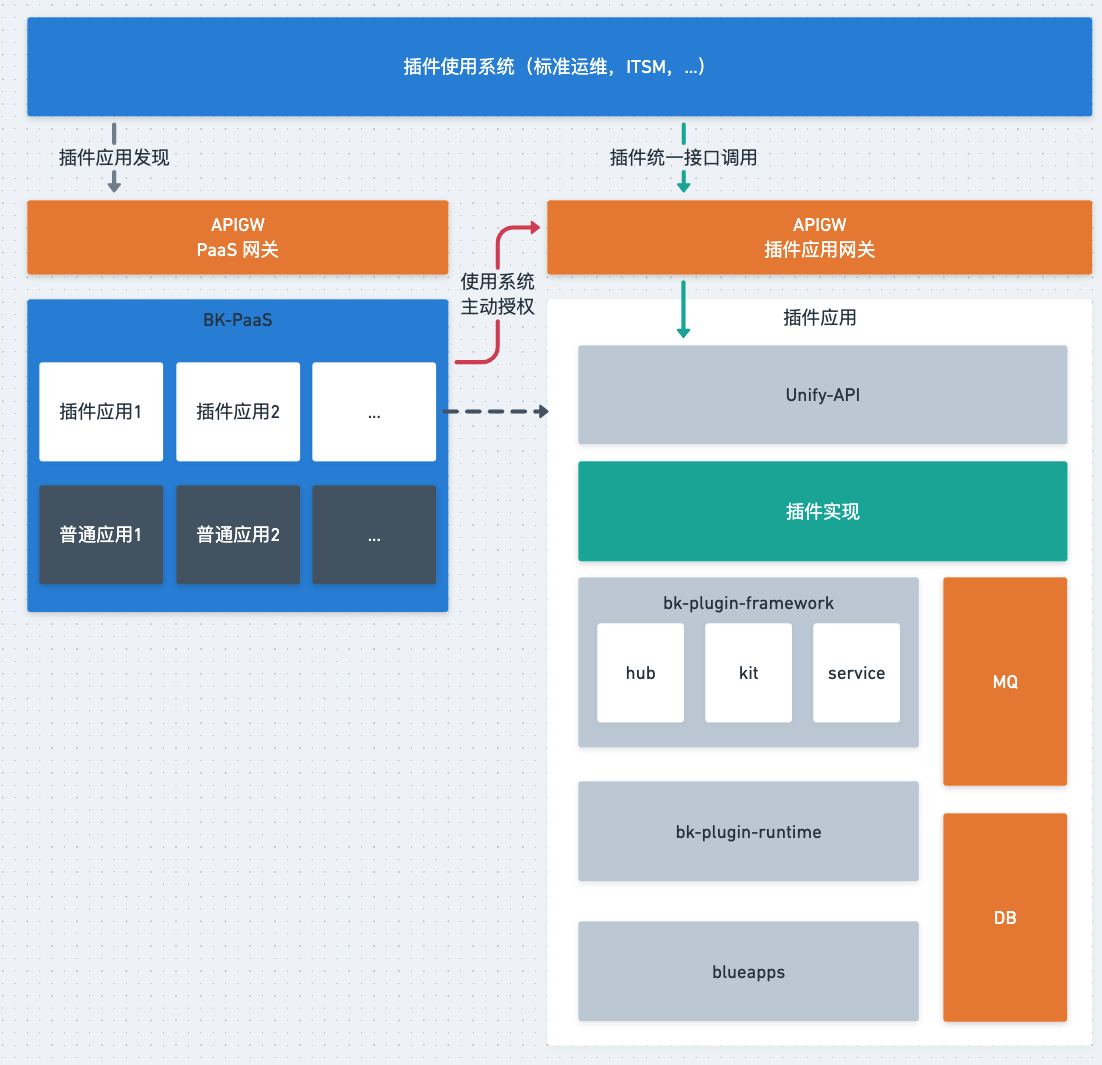 插件使用系统（标准运维，ITSM，...）
插件应用发现
插件统一接口调用
APIGW
PaaS 网关
APIGW
插件应用网关
使用系统
主动授权
BK-PaaS
插件应用1
插件应用2
...
普通应用1
普通应用2
...
插件应用
Unify-API
插件实现
bk-plugin-framework
hub
kit
service
MQ
bk-plugin-runtime
DB
blueapps